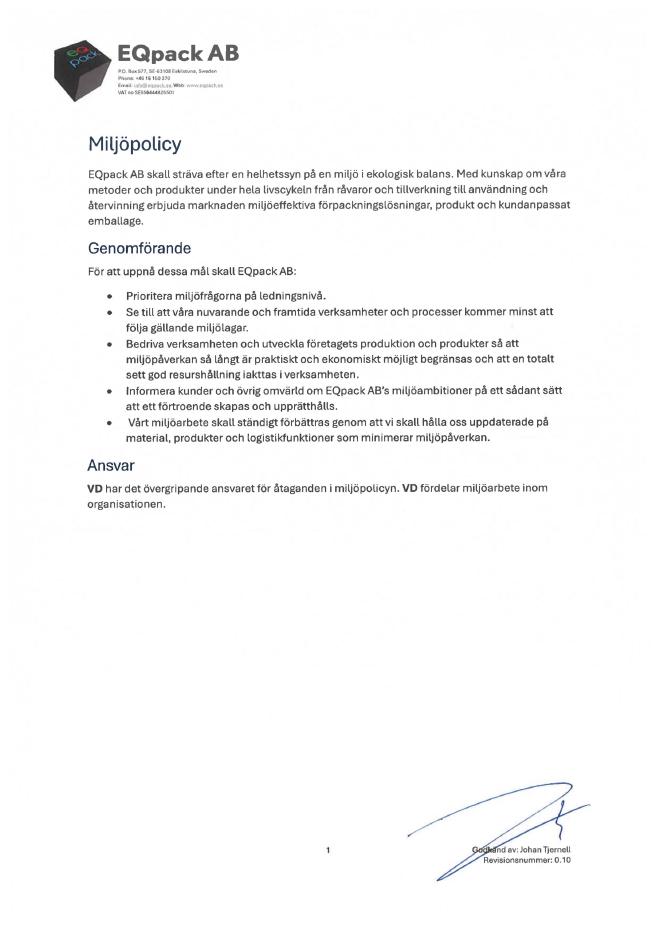 eQ
pack
EQpack AB
P.O. Box 577, SE-63108 Eskilstuna, Sweden
Phone: +46 16 150 270
Email: info@eqpack.se Webb: www.eqpack.se
VAT no
Miljöpolicy
EQpack AB skall sträva efter en helhetssyn på en miljö i ekologisk balans. Med kunskap om våra
metoder och produkter under hela livscykeln från råvaror och tillverkning till användning och
återvinning erbjuda marknaden miljöeffektiva förpackningslösningar, produkt och kundanpassat
emballage.
Genomförande
För att uppnå dessa mål skall EQpack AB:
• Prioritera miljöfrågorna på ledningsnivå.
• Se till att våra nuvarande och framtida verksamheter och processer kommer minst att
följa gällande miljölagar.
• Bedriva verksamheten och utveckla företagets produktion och produkter så att
miljöpåverkan så långt är praktiskt och ekonomiskt möjligt begränsas och att en totalt
sett god resurshållning iakttas i verksamheten.
• Informera kunder och övrig omvärld om EQpack AB's miljöambitioner på ett sådant sätt
att ett förtroende skapas och upprätthålls.
• Vårt miljöarbete skall ständigt förbättras genom att vi skall hålla oss uppdaterade på
material, produkter och logistikfunktioner som minimerar miljöpåverkan.
Ansvar
VD har det övergripande ansvaret för åtaganden i miljöpolicyn. VD fördelar miljöarbete inom
organisationen.
1
Godkänd av: Johan Tjernell
Revisionsnummer: 0.10